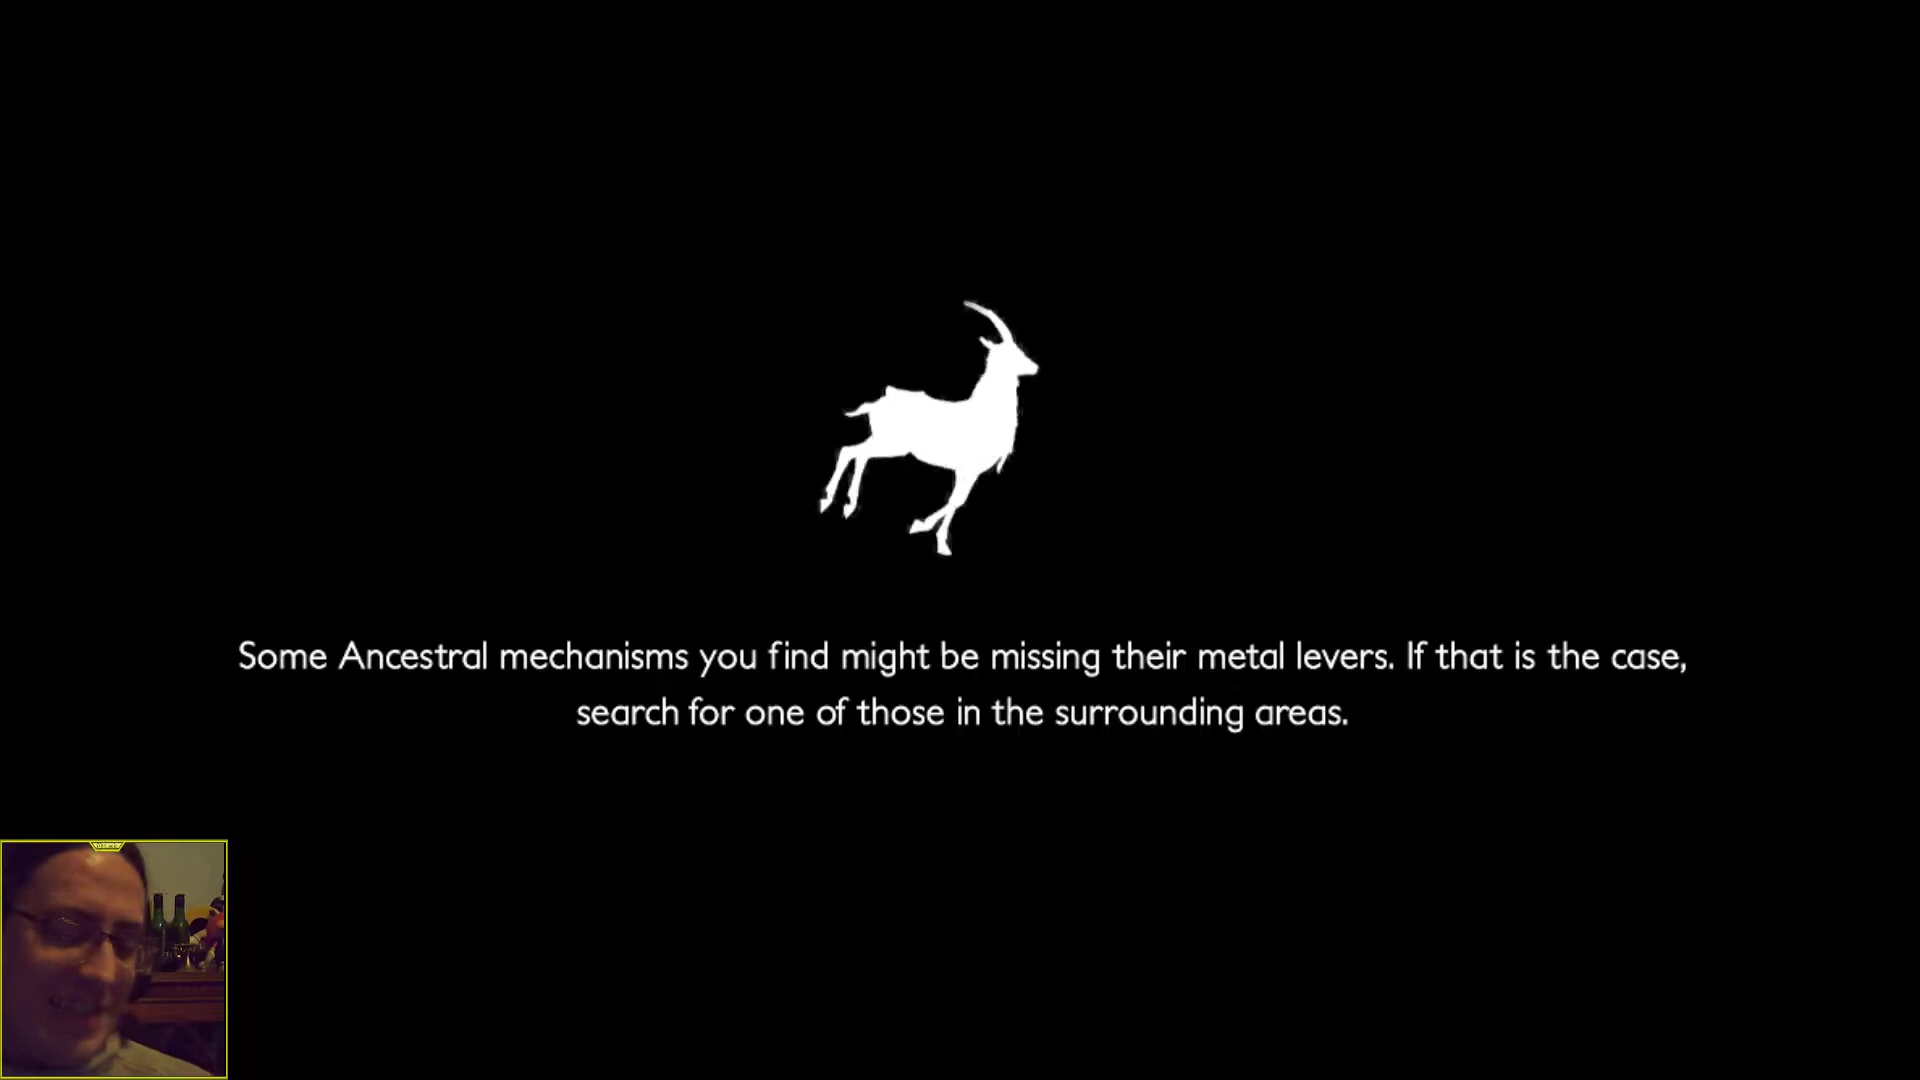 Some Ancestral mechanisms you find might be missing their metal levers. If that is the case,
search for one of those in the surrounding areas.